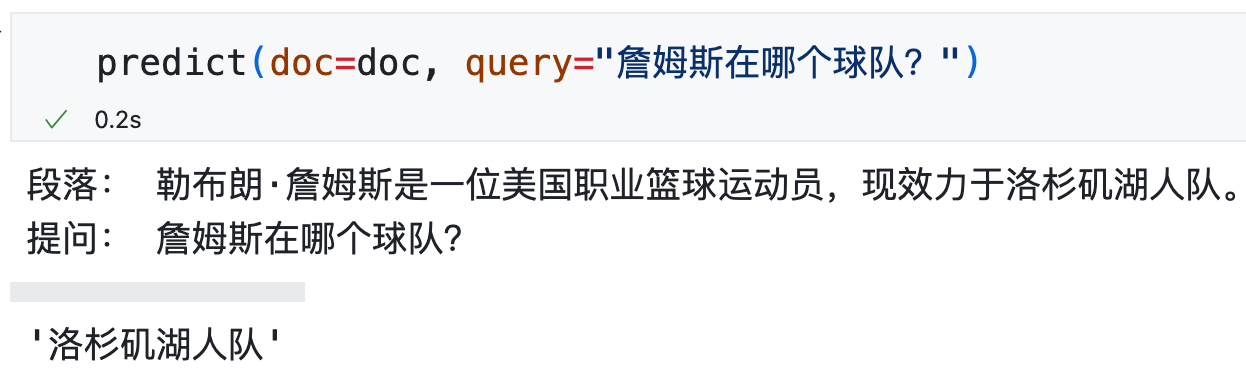 predict(doc=doc, query="詹姆斯在哪个球队？")
0.2s
段落： 勒布朗·詹姆斯是一位美国职业篮球运动员，现效力于洛杉矶湖人队。
提问： 詹姆斯在哪个球队？
'洛杉矶湖人队'